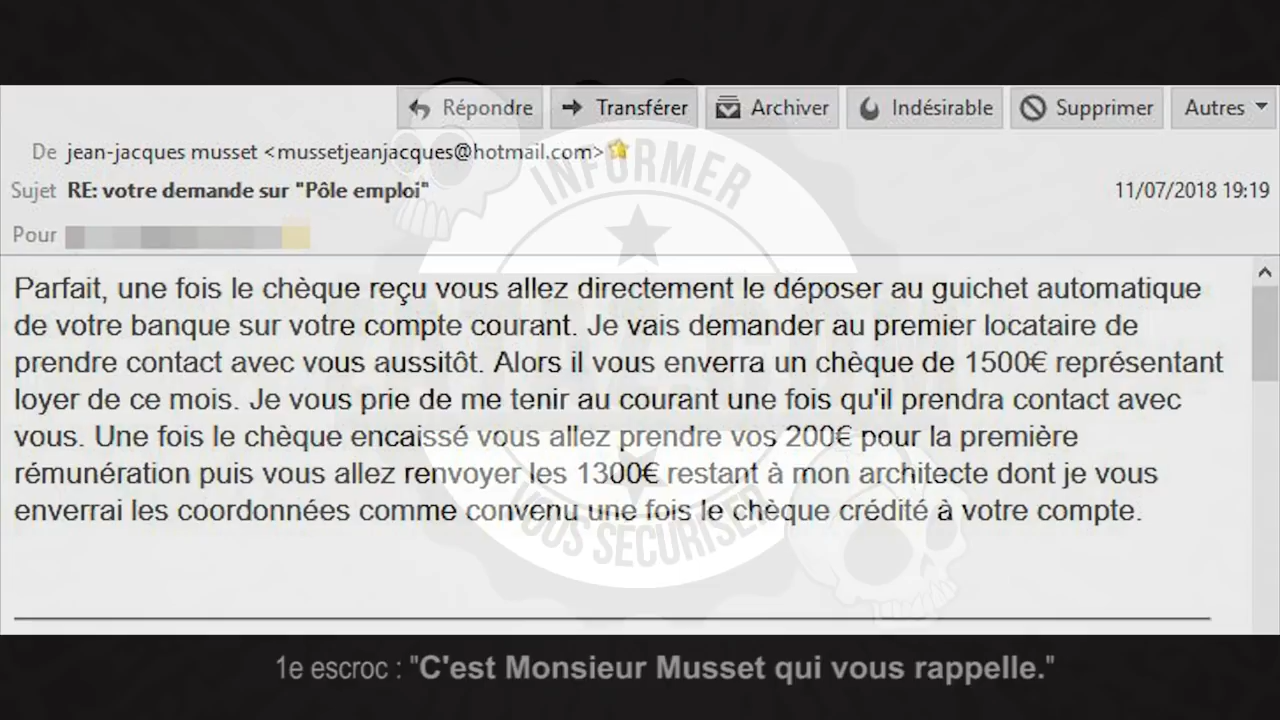 Répondre
Transférer
Archiver
Indésirable
Supprimer
Autres
De jean-jacques musset <mussetjeanjacques@hotmail.com>
Sujet RE: votre demande sur "Pôle emploi"
11/07/2018 19:19
Pour
INFORMER
Parfait, une fois le chèque reçu vous allez directement le déposer au guichet automatique
de votre banque sur votre compte courant. Je vais demander au premier locataire de
prendre contact avec vous aussitôt. Alors il vous enverra un chèque de 1500€ représentant
loyer de ce mois. Je vous prie de me tenir au courant une fois qu'il prendra contact avec
vous. Une fois le chèque encaissé vous allez prendre vos 200€ pour la première
rémunération puis vous allez renvoyer les 1300€ restant à mon architecte dont je vous
enverrai les coordonnées comme convenu une fois le chèque crédité à votre compte.
VOUS SECURISER
1e escroc : "C'est Monsieur Musset qui vous rappelle."